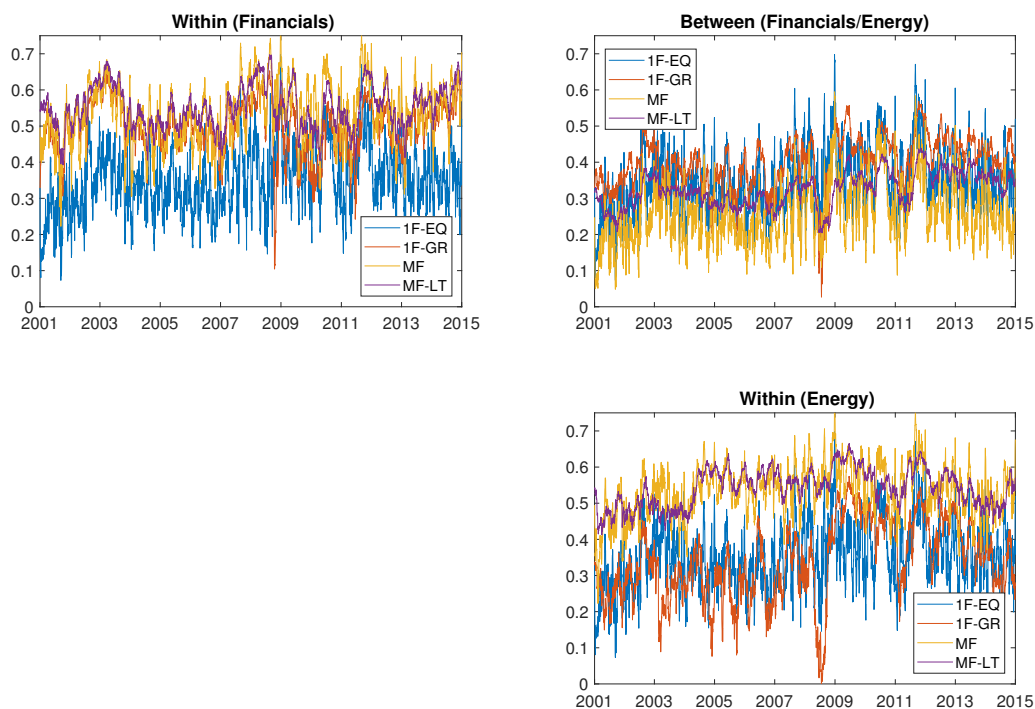 Within (Financials)
0.7
0.6
0.5
0.4
0.3
0.2
0.1
0
1F-EQ
1F-GR
MF
MF-LT
2001 2003 2005 2007 2009 2011 2013 2015
Between (Financials/Energy)
0.7
0.6
0.5
0.4
0.3
0.2
0.1
0
1F-EQ
1F-GR
MF
MF-LT
2001 2003 2005 2007 2009 2011 2013 2015
Within (Energy)
0.7
0.6
0.5
0.4
0.3
0.2
0.1
0
1F-EQ
1F-GR
MF
MF-LT
2001 2003 2005 2007 2009 2011 2013 2015